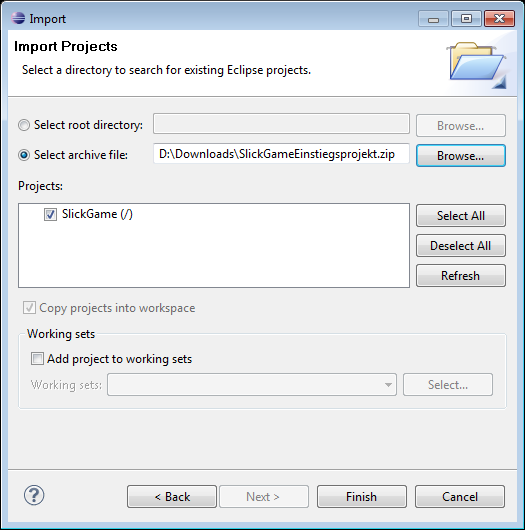 Import
Import Projects
Select a directory to search for existing Eclipse projects.
Select root directory:
Browse...
Select archive file:
D:\Downloads\SlickGameEinstiegsprojekt.zip
Browse...
Projects:
SlickGame (/)
Select All
Deselect All
Refresh
Copy projects into workspace
Working sets
Add project to working sets
Working sets:
Select...
?
< Back
Next >
Finish
Cancel